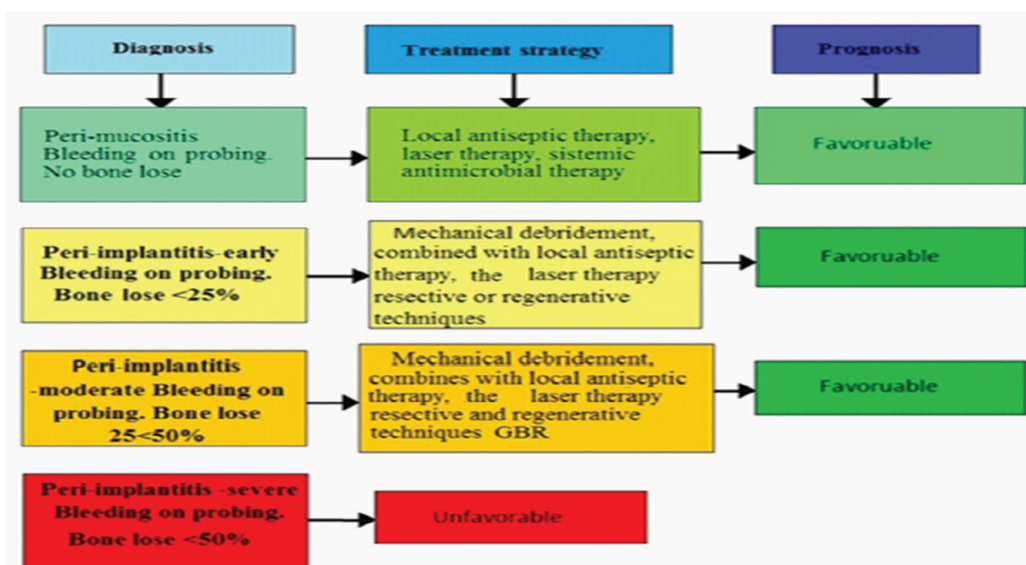 Diagnosis
Treatment strategy
Prognosis
Peri-mucositis
Bleeding on probing.
No bone lose
Local antiseptic therapy,
laser therapy, sistemic
antimicrobial therapy
Favoruable
Peri-implantitis-early
Bleeding on probing.
Bone lose <25%
Mechanical debridement,
combined with local antiseptic
therapy, the laser therapy
resective or regenerative
techniques
Favoruable
Peri-implantitis
-moderate Bleeding on
probing. Bone lose
25<50%
Mechanical debridement,
combines with local antiseptic
therapy, the laser therapy
resective and regenerative
techniques GBR
Favoruable
Peri-implantitis -severe
Bleeding on probing.
Bone lose <50%
Unfavorable